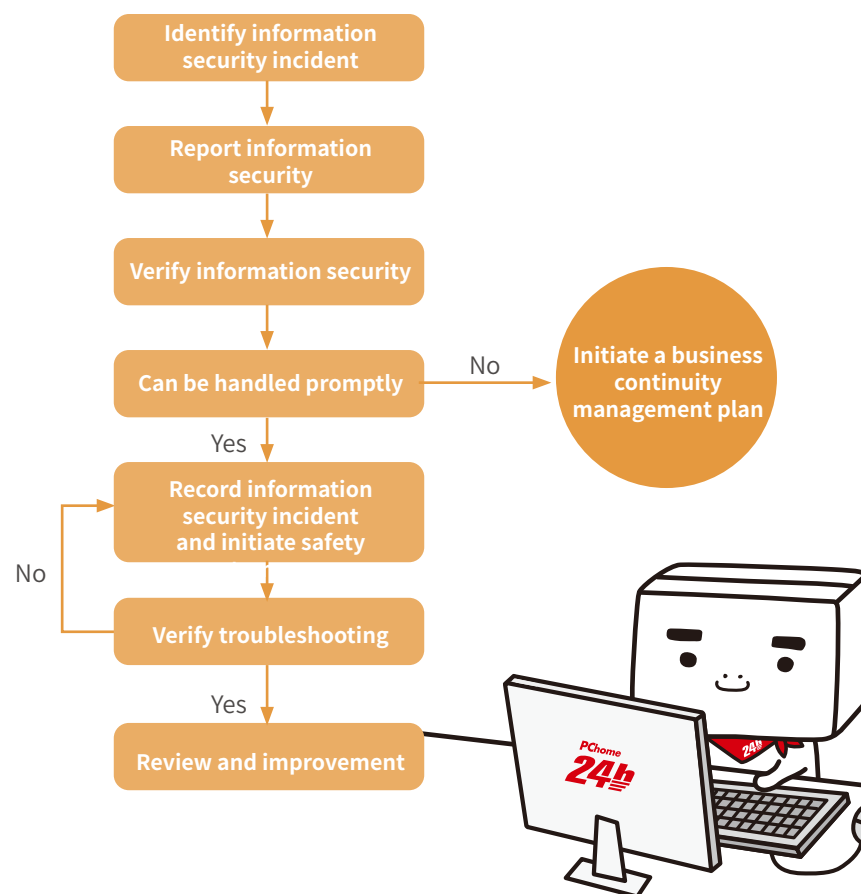 Identify information
security incident
Report information
security
Verify information security
Can be handled promptly
No
Initiate a business
continuity
management plan
Yes
Record information
security incident
and initiate safety
No
Verify troubleshooting
Yes
Review and improvement
PChome
24h
24h